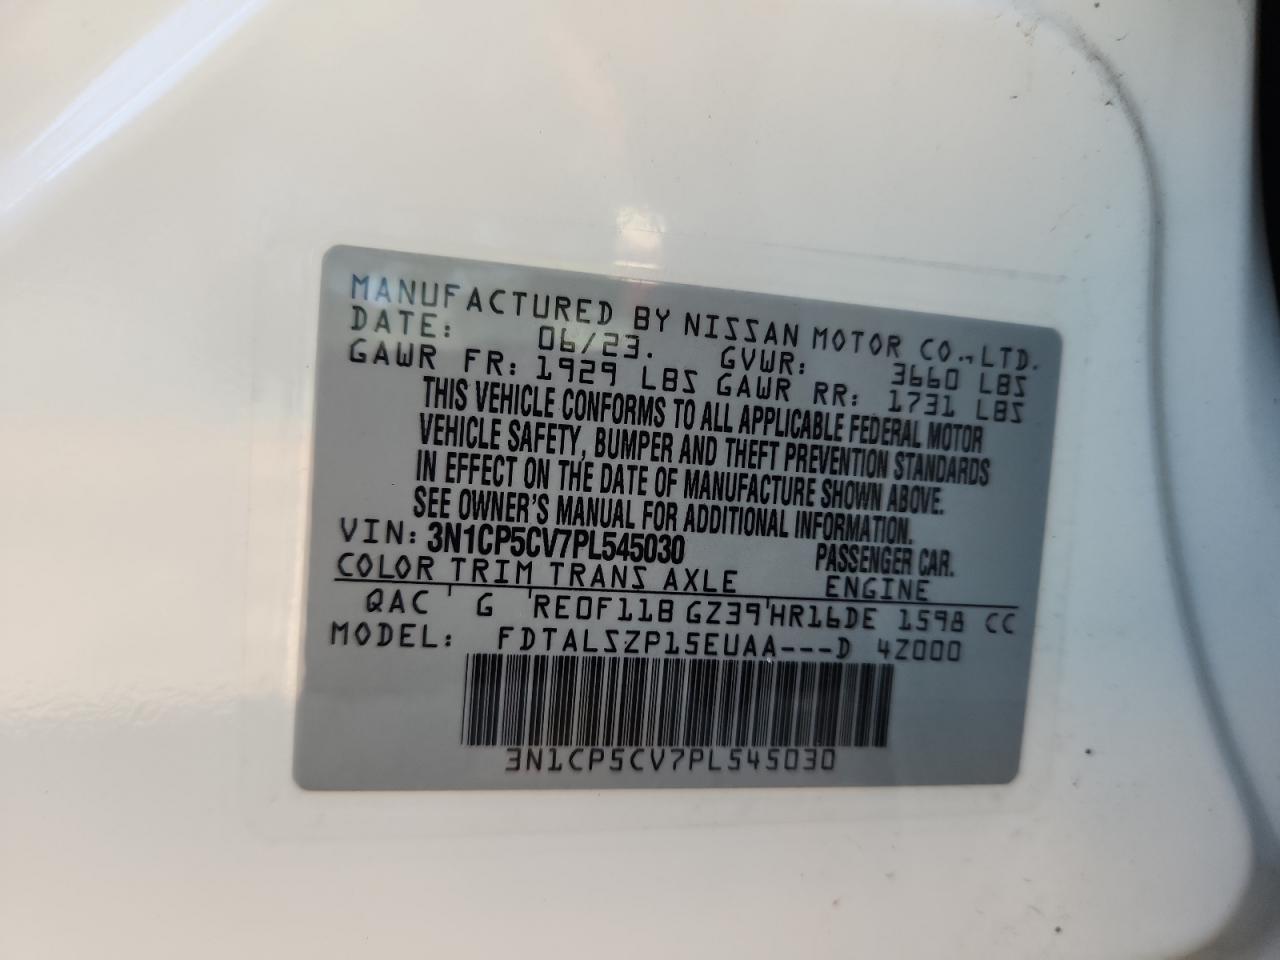 MANUFACTURED BY NISSAN MOTOR CO.,LTD.
DATE: 06/23. GVWR: 3660 LBS
GAWR FR: 1929 LBS GAWR RR: 1731 LBS
THIS VEHICLE CONFORMS TO ALL APPLICABLE FEDERAL MOTOR
VEHICLE SAFETY, BUMPER AND THEFT PREVENTION STANDARDS
IN EFFECT ON THE DATE OF MANUFACTURE SHOWN ABOVE.
SEE OWNER'S MANUAL FOR ADDITIONAL INFORMATION.
VIN: 3N1CP5CV7PL545030 PASSENGER CAR.
COLOR TRIM TRANS AXLE ENGINE
QAC G RE0F11B GZ39 HR16DE 1598 CC
MODEL: FDTALSZP15EUAA---D 4Z000
3N1CP5CV7PL545030